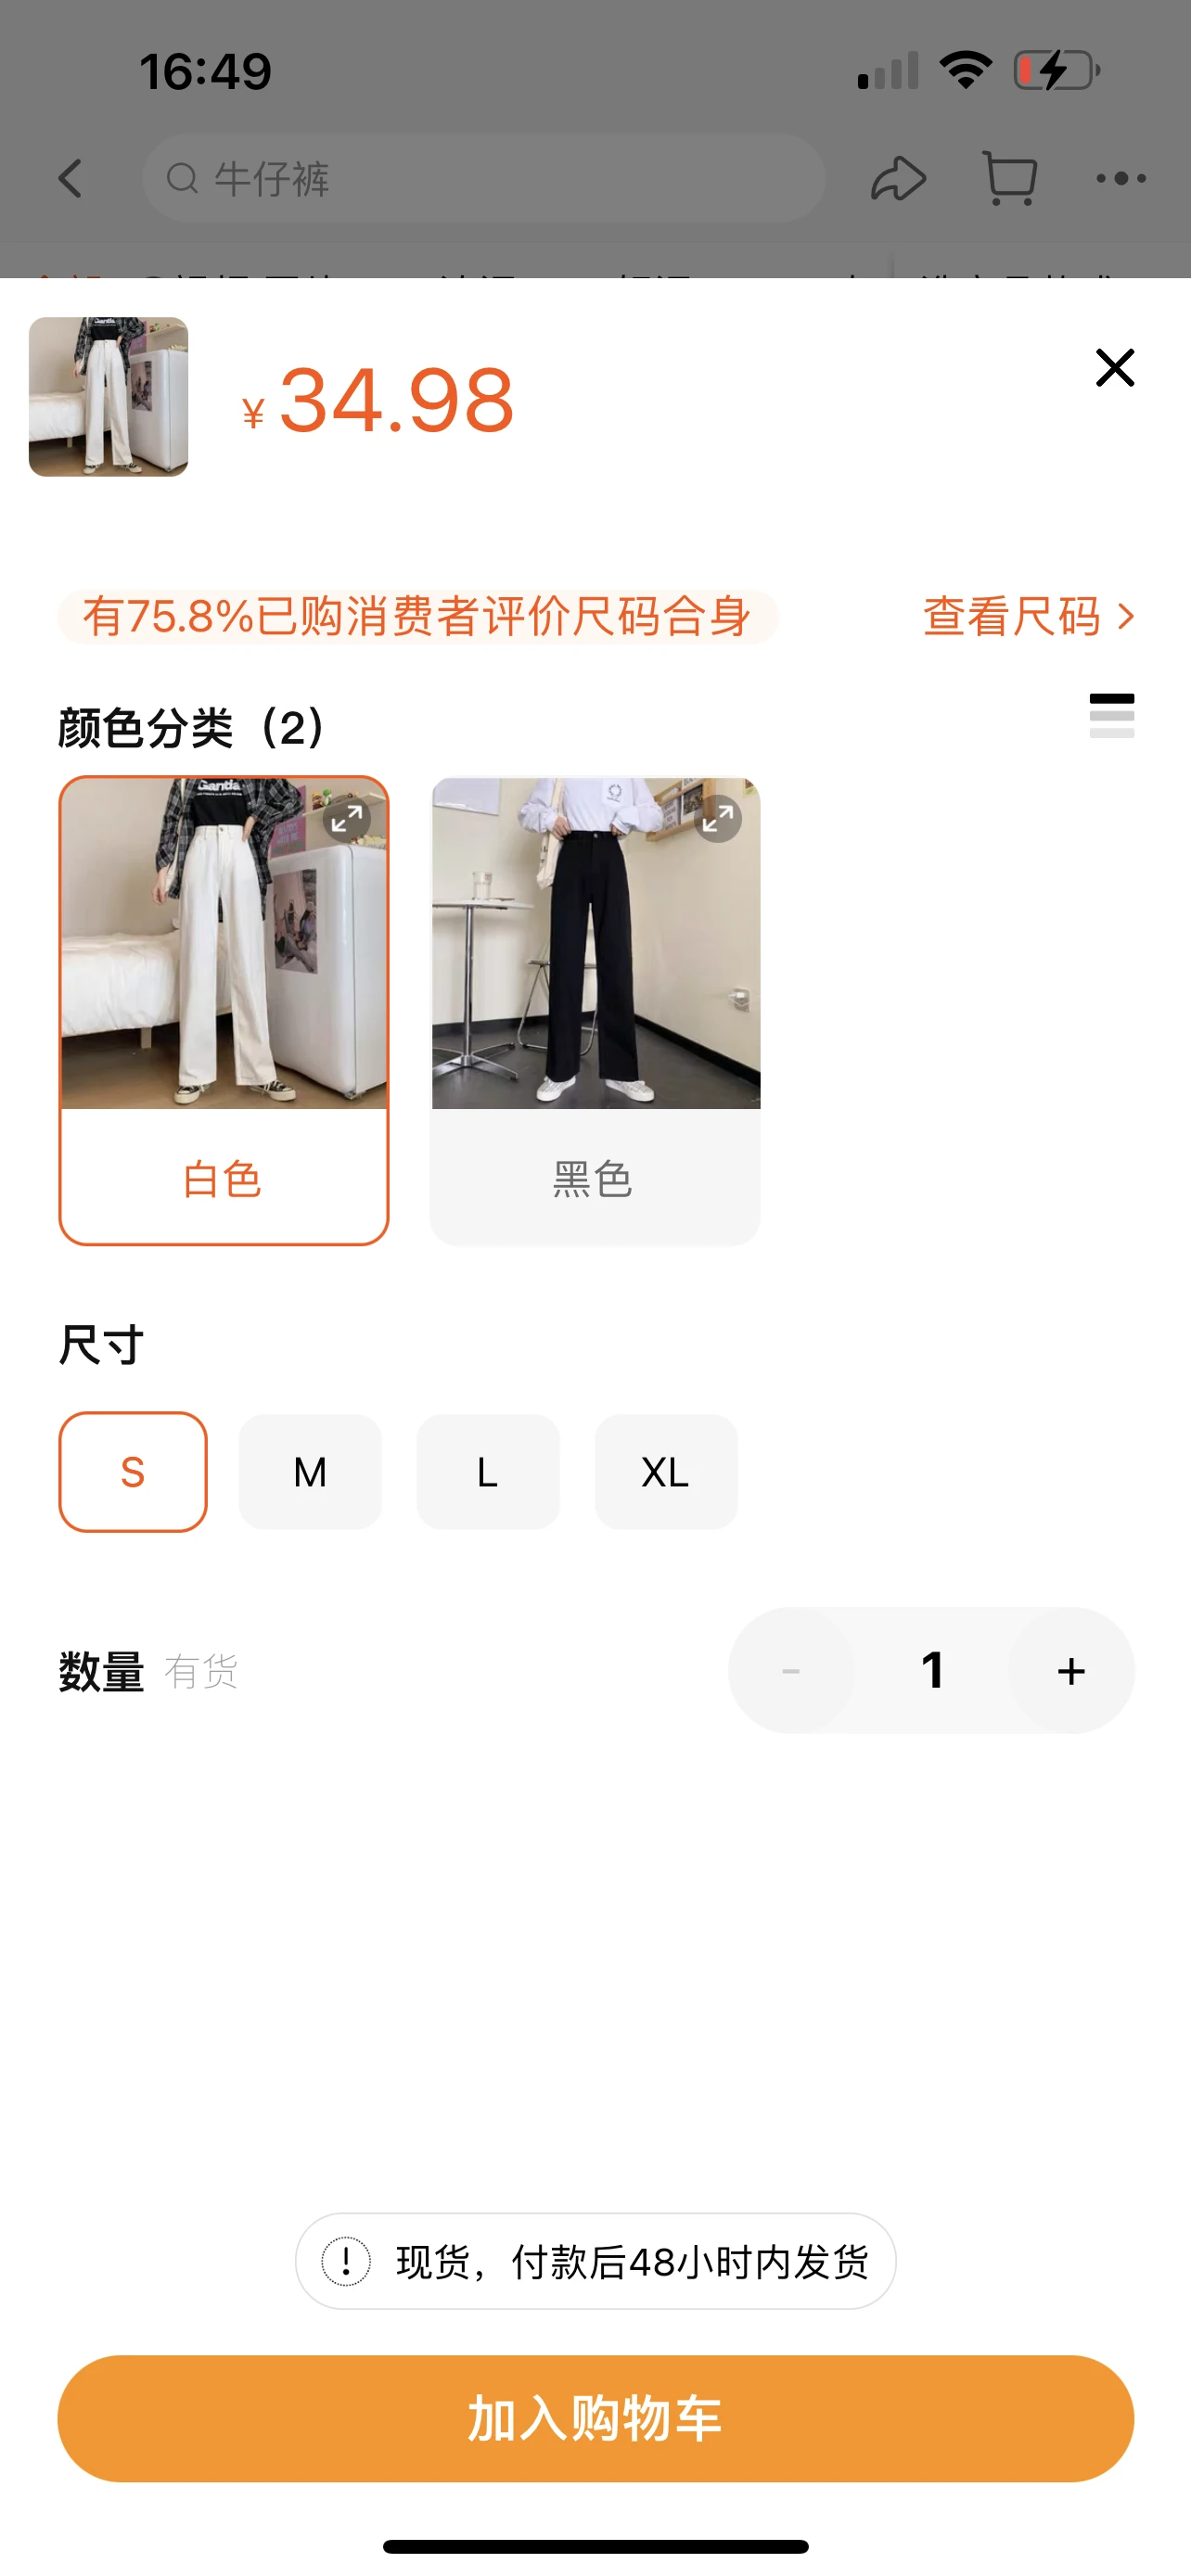 16:49
牛仔裤
¥34.98
有75.8%已购消费者评价尺码合身
查看尺码
颜色分类（2）
白色
黑色
尺寸
S
M
L
XL
数量 有货
- 1 +
现货，付款后48小时内发货
加入购物车